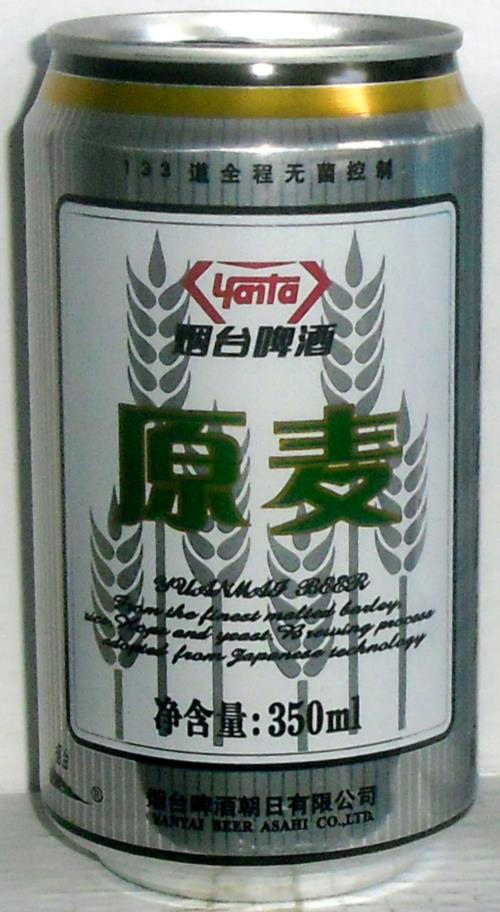 133道全程无菌控制
Yanta
烟台啤酒
原麦
YUANMAI BEER
From the finest malted barley,
rice, Hops and yeast. Brewing process
adopted from Japanese technology
净含量:350ml
烟台
®
烟台啤酒朝日有限公司
YANTAI BEER ASAHI CO.,LTD.